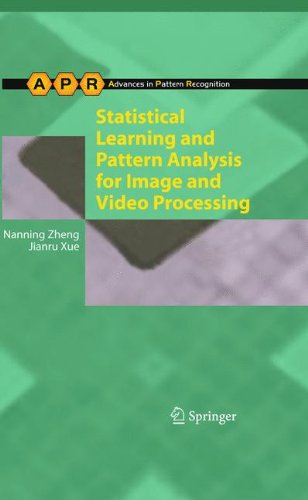 APR Advances in Pattern Recognition
Statistical
Learning and
Pattern Analysis
for Image and
Video Processing
Nanning Zheng
Jianru Xue
Springer